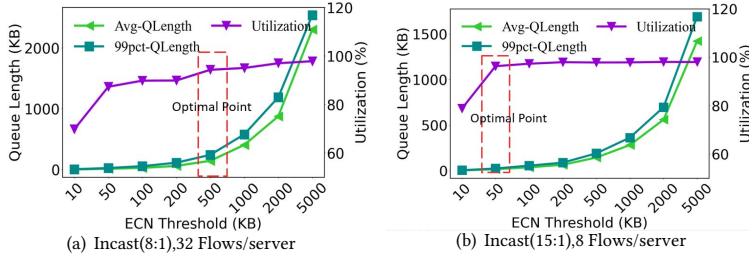 Avg-QLength
99pct-QLength
Utilization
Queue Length (KB)
2000
1000
0
120
100
80
60
Utilization (%)
Optimal Point
10
50
100
200
500
1000
2000
5000
ECN Threshold (KB)
(a) Incast(8:1),32 Flows/server
Avg-QLength
99pct-QLength
Utilization
Queue Length (KB)
1500
1000
500
0
120
100
80
60
Utilization (%)
Optimal Point
10
50
100
200
500
1000
2000
5000
ECN Threshold (KB)
(b) Incast(15:1),8 Flows/server